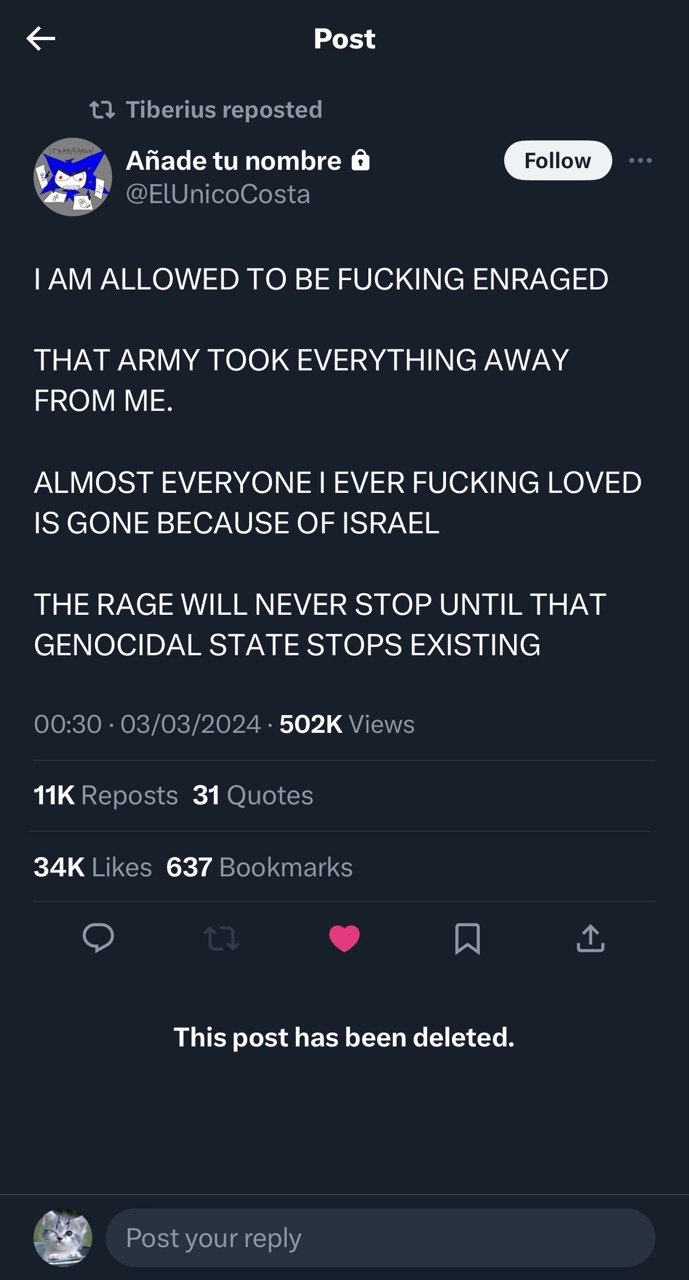 Post
Tiberius reposted
Añade tu nombre
Follow
@ElUnicoCosta
I AM ALLOWED TO BE FUCKING ENRAGED
THAT ARMY TOOK EVERYTHING AWAY
FROM ME.
ALMOST EVERYONE I EVER FUCKING LOVED
IS GONE BECAUSE OF ISRAEL
THE RAGE WILL NEVER STOP UNTIL THAT
GENOCIDAL STATE STOPS EXISTING
00:30 · 03/03/2024 · 502K Views
11K Reposts 31 Quotes
34K Likes 637 Bookmarks
This post has been deleted.
Post your reply